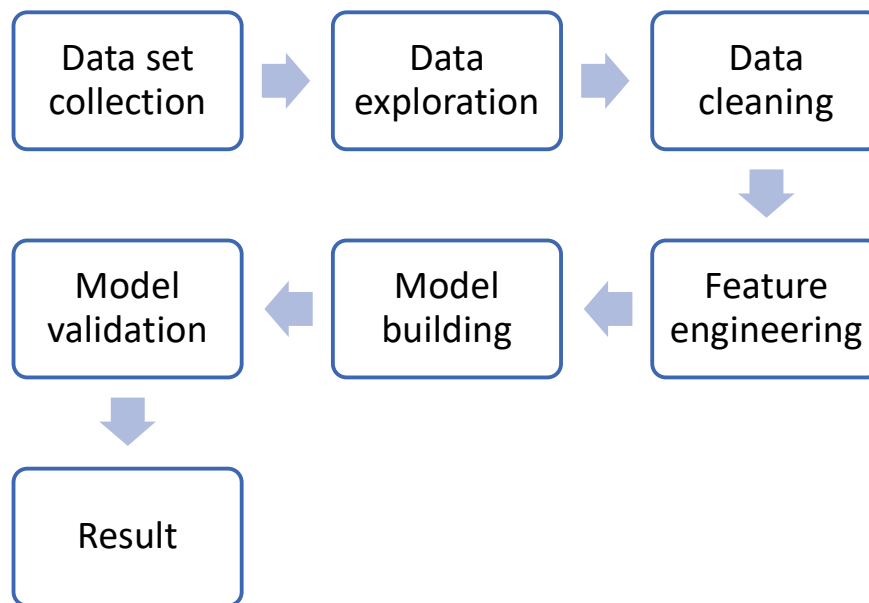 Data set
collection
Data
exploration
Data
cleaning
Feature
engineering
Model
building
Model
validation
Result